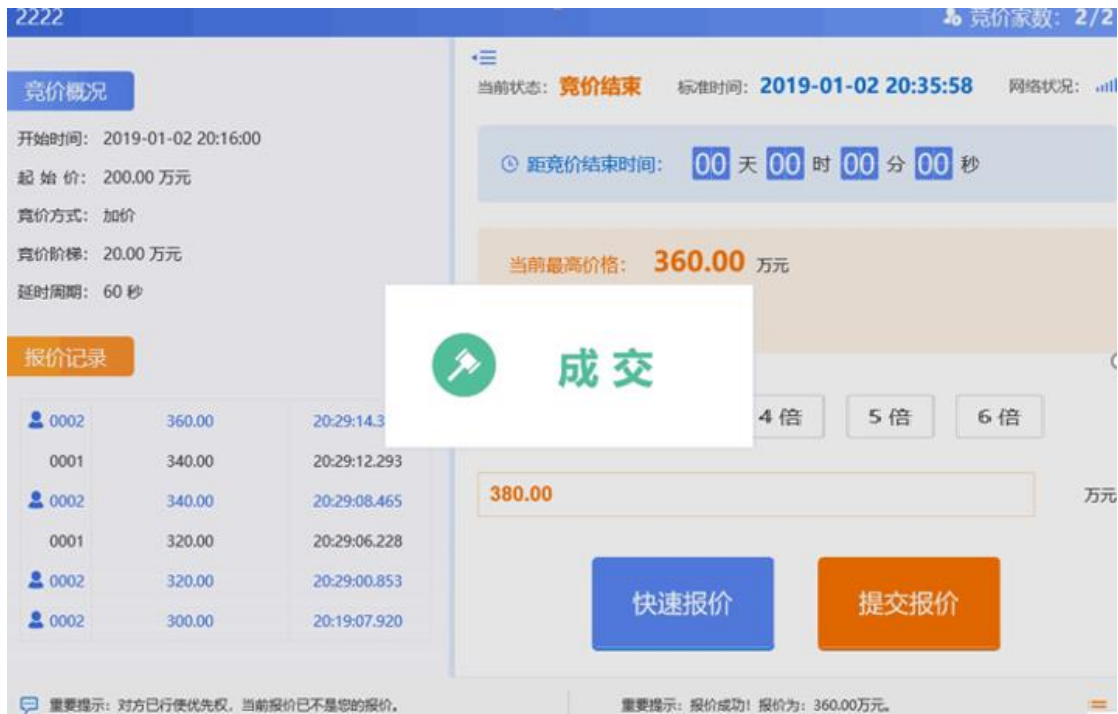 2222
竞价家数：2/2
竞价概况
开始时间： 2019-01-02 20:16:00
起 始 价： 200.00 万元
竞价方式： 加价
竞价阶梯： 20.00 万元
延时周期： 60 秒
报价记录
0002 360.00 20:29:14.3
0001 340.00 20:29:12.293
0002 340.00 20:29:08.465
0001 320.00 20:29:06.228
0002 320.00 20:29:00.853
0002 300.00 20:19:07.920
当前状态：竞价结束 标准时间：2019-01-02 20:35:58 网络状况：
距竞价结束时间： 00 天 00 时 00 分 00 秒
当前最高价格： 360.00 万元
成交
4 倍 5 倍 6 倍
380.00 万元
快速报价 提交报价
重要提示：对方已行使优先权，当前报价已不是您的报价。
重要提示：报价成功！报价为：360.00万元。